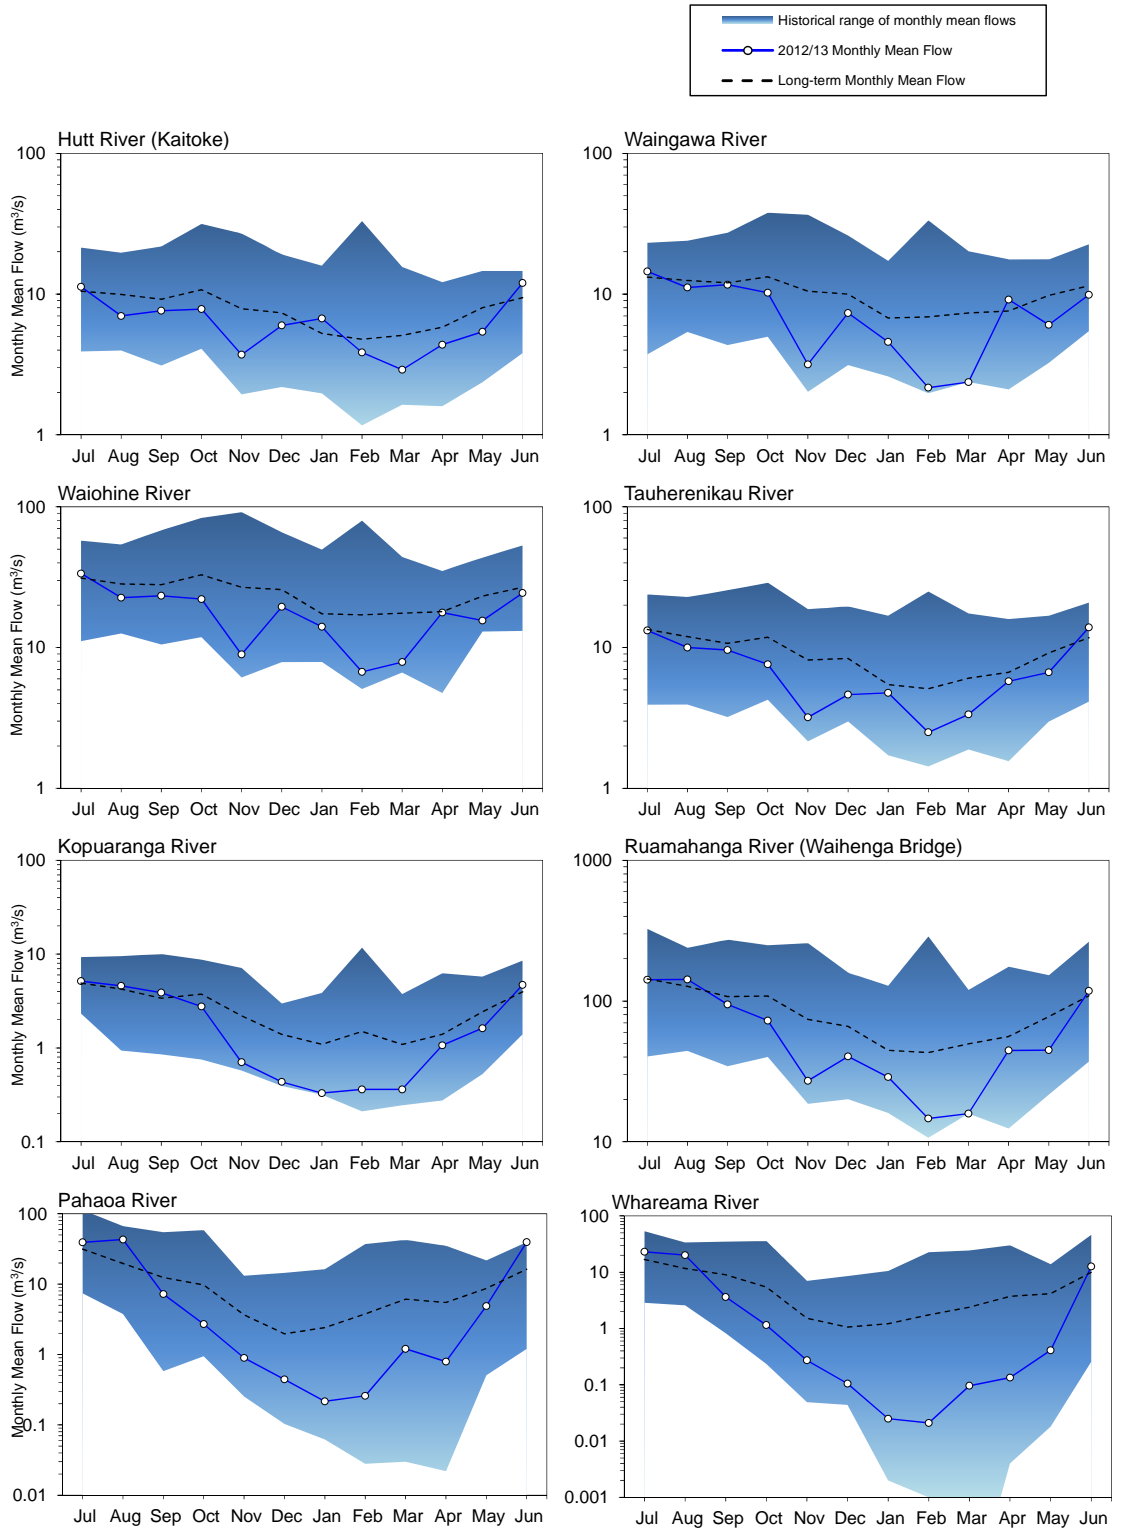 Historical range of monthly mean flows
2012/13 Monthly Mean Flow
Long-term Monthly Mean Flow
Hutt River (Kaitoke)
Monthly Mean Flow (m³/s)
100
10
1
Jul Aug Sep Oct Nov Dec Jan Feb Mar Apr May Jun
Waingawa River
100
10
1
Jul Aug Sep Oct Nov Dec Jan Feb Mar Apr May Jun
Waiohine River
Monthly Mean Flow (m³/s)
100
10
1
Jul Aug Sep Oct Nov Dec Jan Feb Mar Apr May Jun
Tauherenikau River
100
10
1
Jul Aug Sep Oct Nov Dec Jan Feb Mar Apr May Jun
Kopuaranga River
Monthly Mean Flow (m³/s)
100
10
1
0.1
Jul Aug Sep Oct Nov Dec Jan Feb Mar Apr May Jun
Ruamahanga River (Waihenga Bridge)
1000
100
10
Jul Aug Sep Oct Nov Dec Jan Feb Mar Apr May Jun
Pahaoa River
Monthly Mean Flow (m³/s)
100
10
1
0.1
0.01
Jul Aug Sep Oct Nov Dec Jan Feb Mar Apr May Jun
Whareama River
100
10
1
0.1
0.01
0.001
Jul Aug Sep Oct Nov Dec Jan Feb Mar Apr May Jun